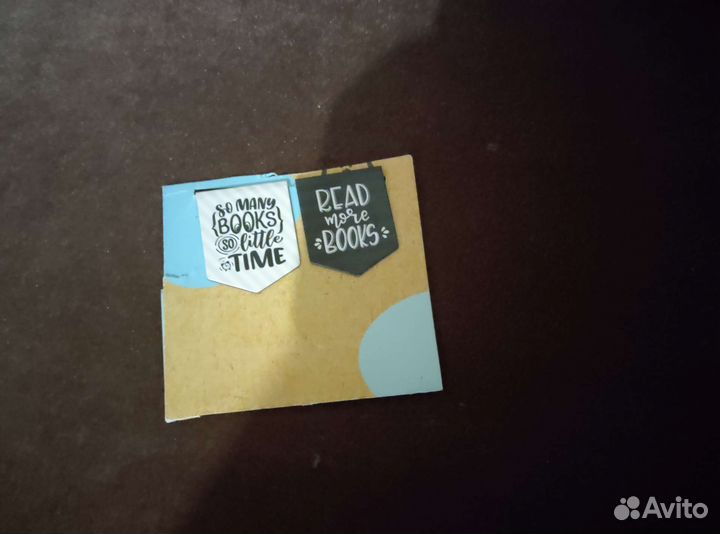 SO MANY
{BOOKS}
SO little
TIME
READ
more
BOOKS
Avito